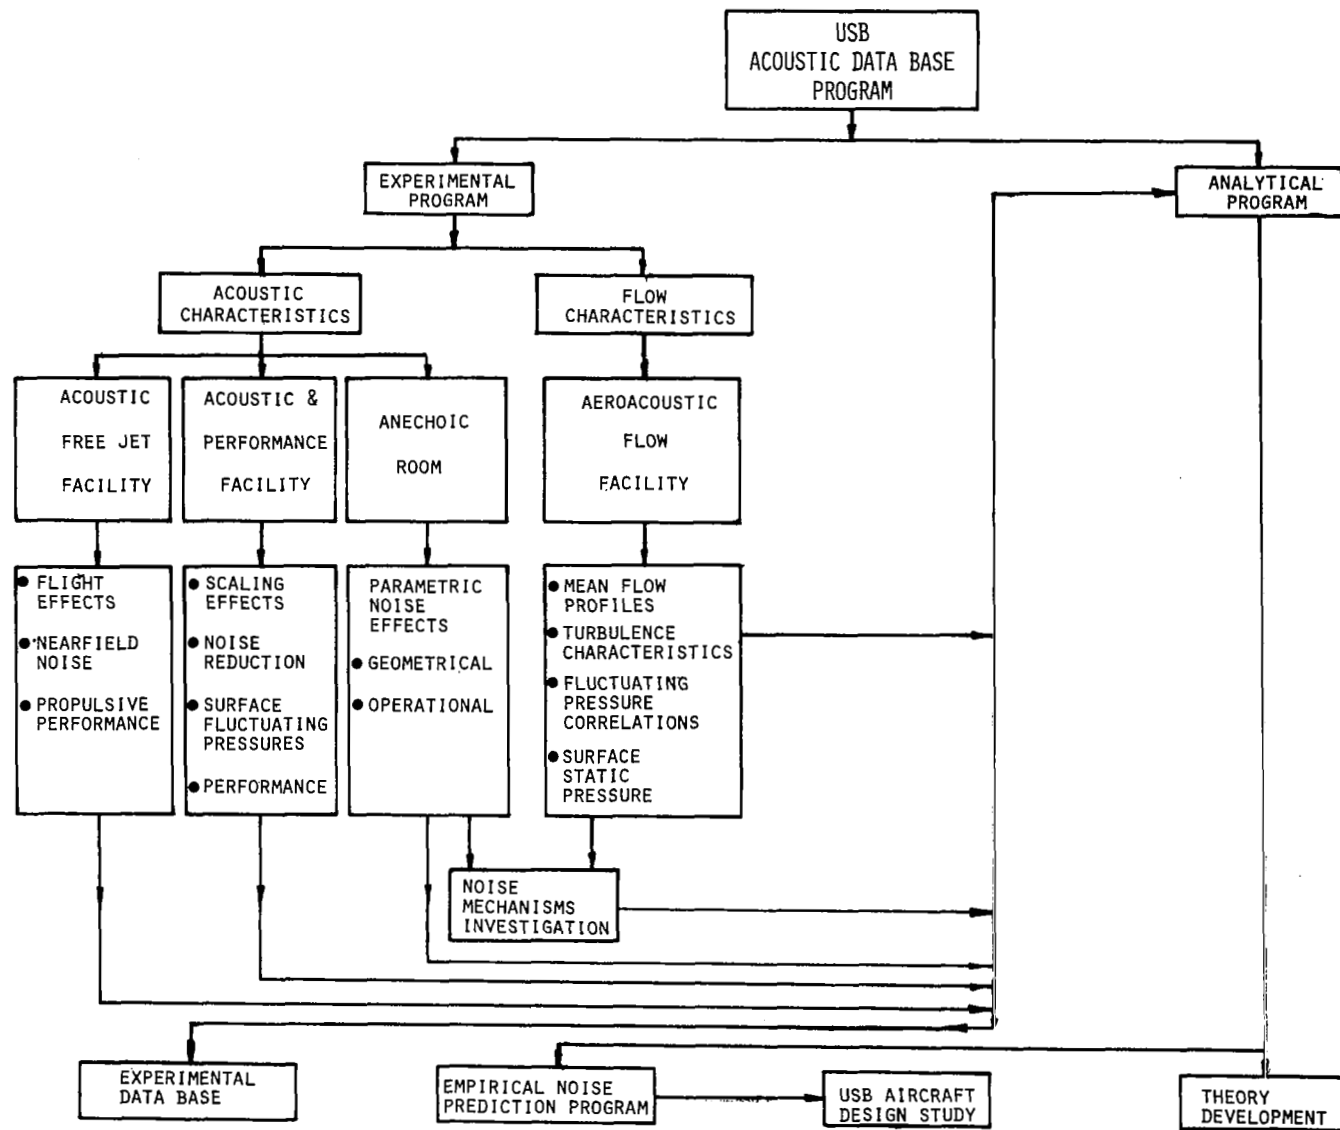 USB
ACOUSTIC DATA BASE
PROGRAM
EXPERIMENTAL
PROGRAM
ANALYTICAL
PROGRAM
ACOUSTIC
CHARACTERISTICS
FLOW
CHARACTERISTICS
ACOUSTIC
FREE JET
FACILITY
ACOUSTIC &
PERFORMANCE
FACILITY
ANECHOIC
ROOM
AEROACOUSTIC
FLOW
FACILITY
● FLIGHT
EFFECTS
● NEARFIELD
NOISE
● PROPULSIVE
PERFORMANCE
● SCALING
EFFECTS
● NOISE
REDUCTION
● SURFACE
FLUCTUATING
PRESSURES
● PERFORMANCE
PARAMETRIC
NOISE
EFFECTS
● GEOMETRICAL
● OPERATIONAL
● MEAN FLOW
PROFILES
● TURBULENCE
CHARACTERISTICS
● FLUCTUATING
PRESSURE
CORRELATIONS
● SURFACE
STATIC
PRESSURE
NOISE
MECHANISMS
INVESTIGATION
EXPERIMENTAL
DATA BASE
EMPIRICAL NOISE
PREDICTION PROGRAM
USB AIRCRAFT
DESIGN STUDY
THEORY
DEVELOPMENT